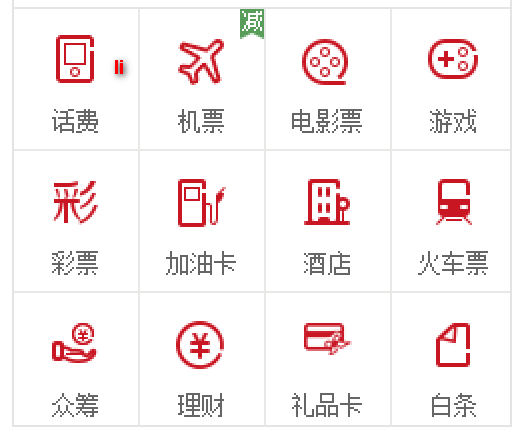 减
li
话费 机票 电影票 游戏
彩
彩票 加油卡 酒店 火车票
众筹 理财 礼品卡 白条